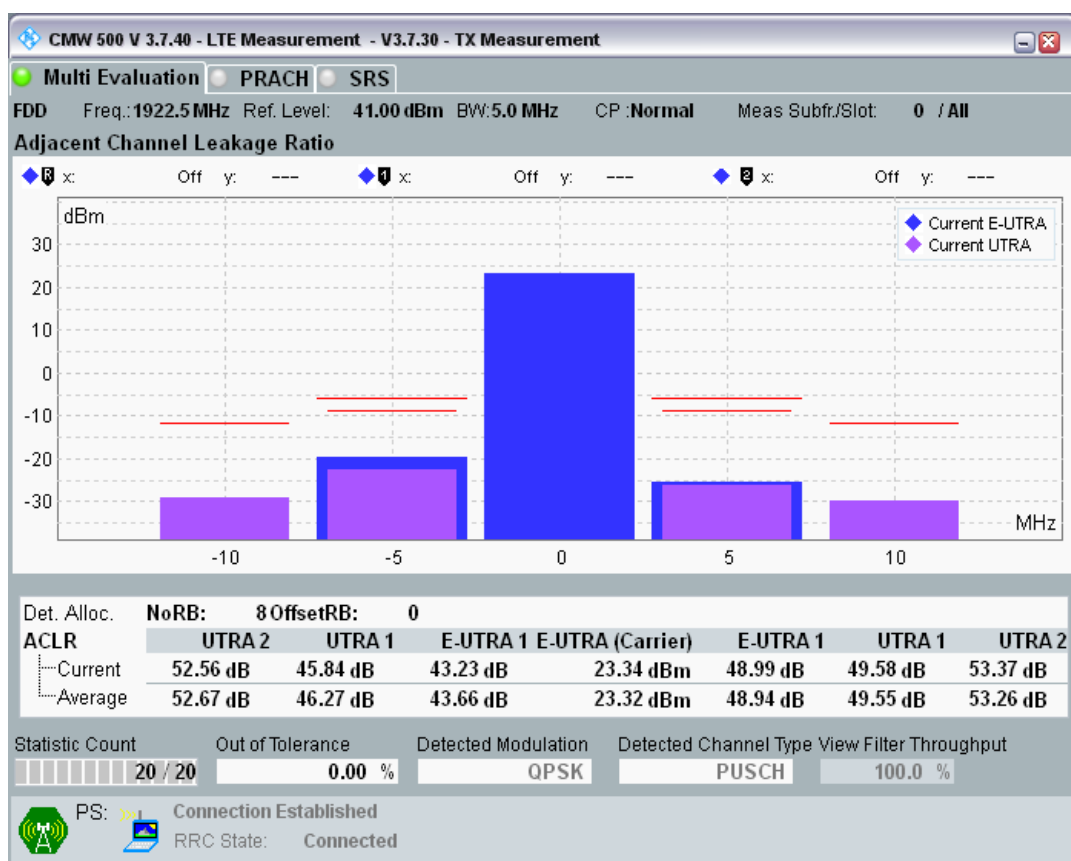 CMW 500 V 3.7.40 - LTE Measurement - V3.7.30 - TX Measurement
Multi Evaluation PRACH SRS
FDD Freq.: 1922.5 MHz Ref. Level: 41.00 dBm BW: 5.0 MHz CP : Normal Meas Subfr./Slot: 0 / All
Adjacent Channel Leakage Ratio
R x: Off y: --- 1 x: Off y: --- 2 x: Off y: ---
dBm
Current E-UTRA
Current UTRA
30
20
10
0
-10
-20
-30
MHz
-10 -5 0 5 10
Det. Alloc. NoRB: 8 OffsetRB: 0
ACLR UTRA 2 UTRA 1 E-UTRA 1 E-UTRA (Carrier) E-UTRA 1 UTRA 1 UTRA 2
Current 52.56 dB 45.84 dB 43.23 dB 23.34 dBm 48.99 dB 49.58 dB 53.37 dB
Average 52.67 dB 46.27 dB 43.66 dB 23.32 dBm 48.94 dB 49.55 dB 53.26 dB
Statistic Count Out of Tolerance Detected Modulation Detected Channel Type View Filter Throughput
20 / 20 0.00 % QPSK PUSCH 100.0 %
PS: Connection Established
RRC State: Connected